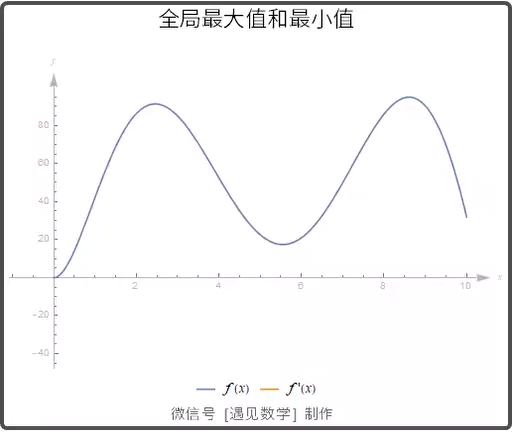 全局最大值和最小值
y
80
60
40
20
2 4 6 8 10 x
-20
-40
f(x) f'(x)
微信号 [遇见数学] 制作